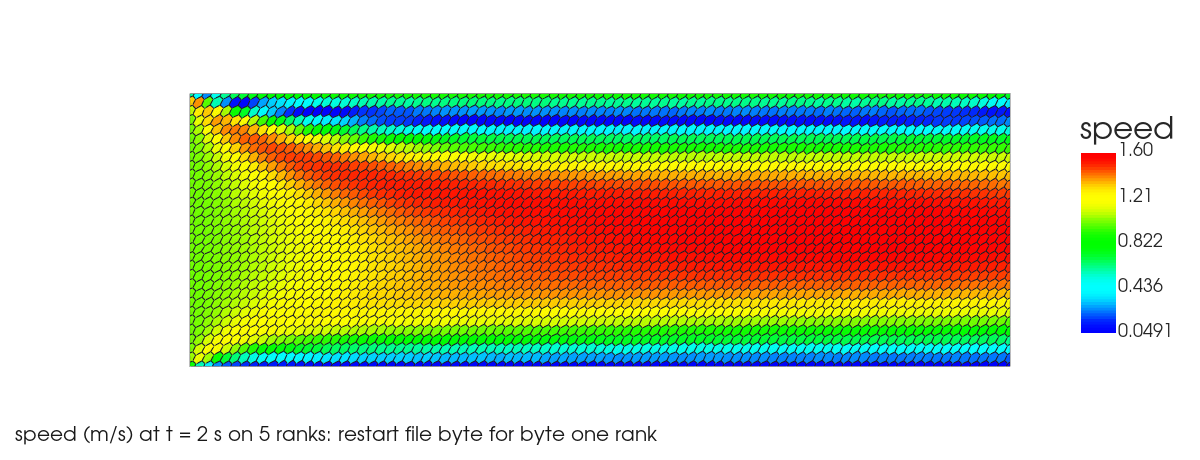 speed
1.60
1.21
0.822
0.436
0.0491
speed (m/s) at t = 2 s on 5 ranks: restart file byte for byte one rank